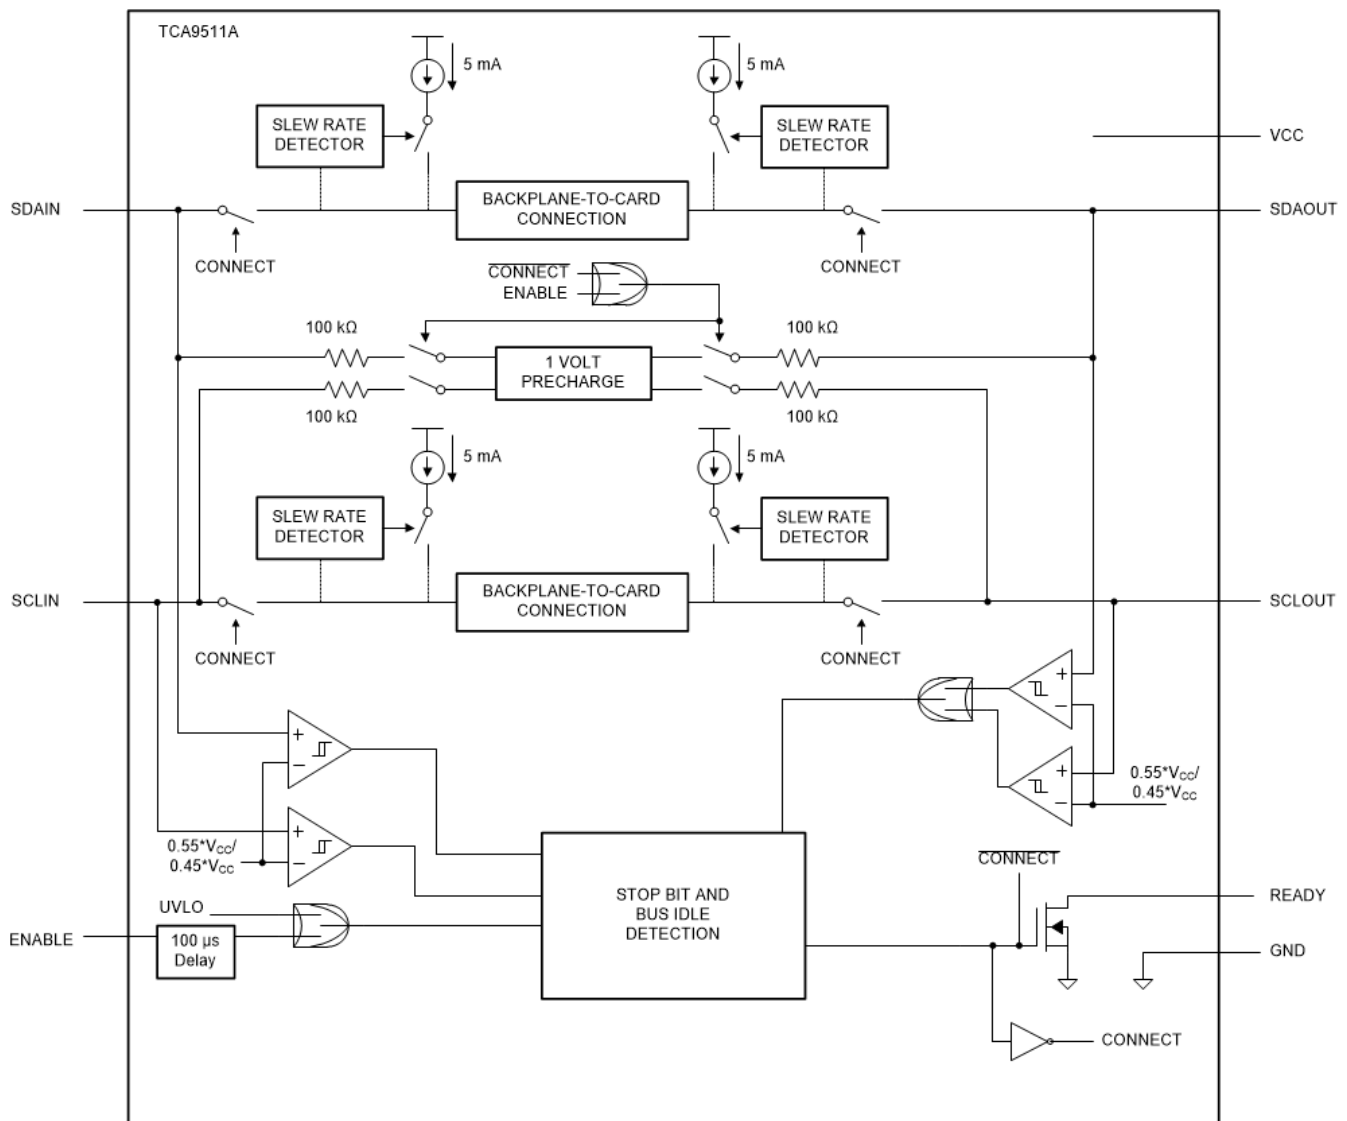 TCA9511A
5 mA
5 mA
SLEW RATE
DETECTOR
SLEW RATE
DETECTOR
VCC
SDAIN
BACKPLANE-TO-CARD
CONNECTION
SDAOUT
CONNECT
CONNECT
CONNECT
ENABLE
100 kΩ
100 kΩ
1 VOLT
PRECHARGE
100 kΩ
100 kΩ
5 mA
5 mA
SLEW RATE
DETECTOR
SLEW RATE
DETECTOR
SCLIN
BACKPLANE-TO-CARD
CONNECTION
SCLOUT
CONNECT
CONNECT
+
−
+
−
+
−
0.55*VCC/
0.45*VCC
+
−
0.55*VCC/
0.45*VCC
CONNECT
STOP BIT AND
BUS IDLE
DETECTION
READY
UVLO
ENABLE
100 µs
Delay
GND
CONNECT